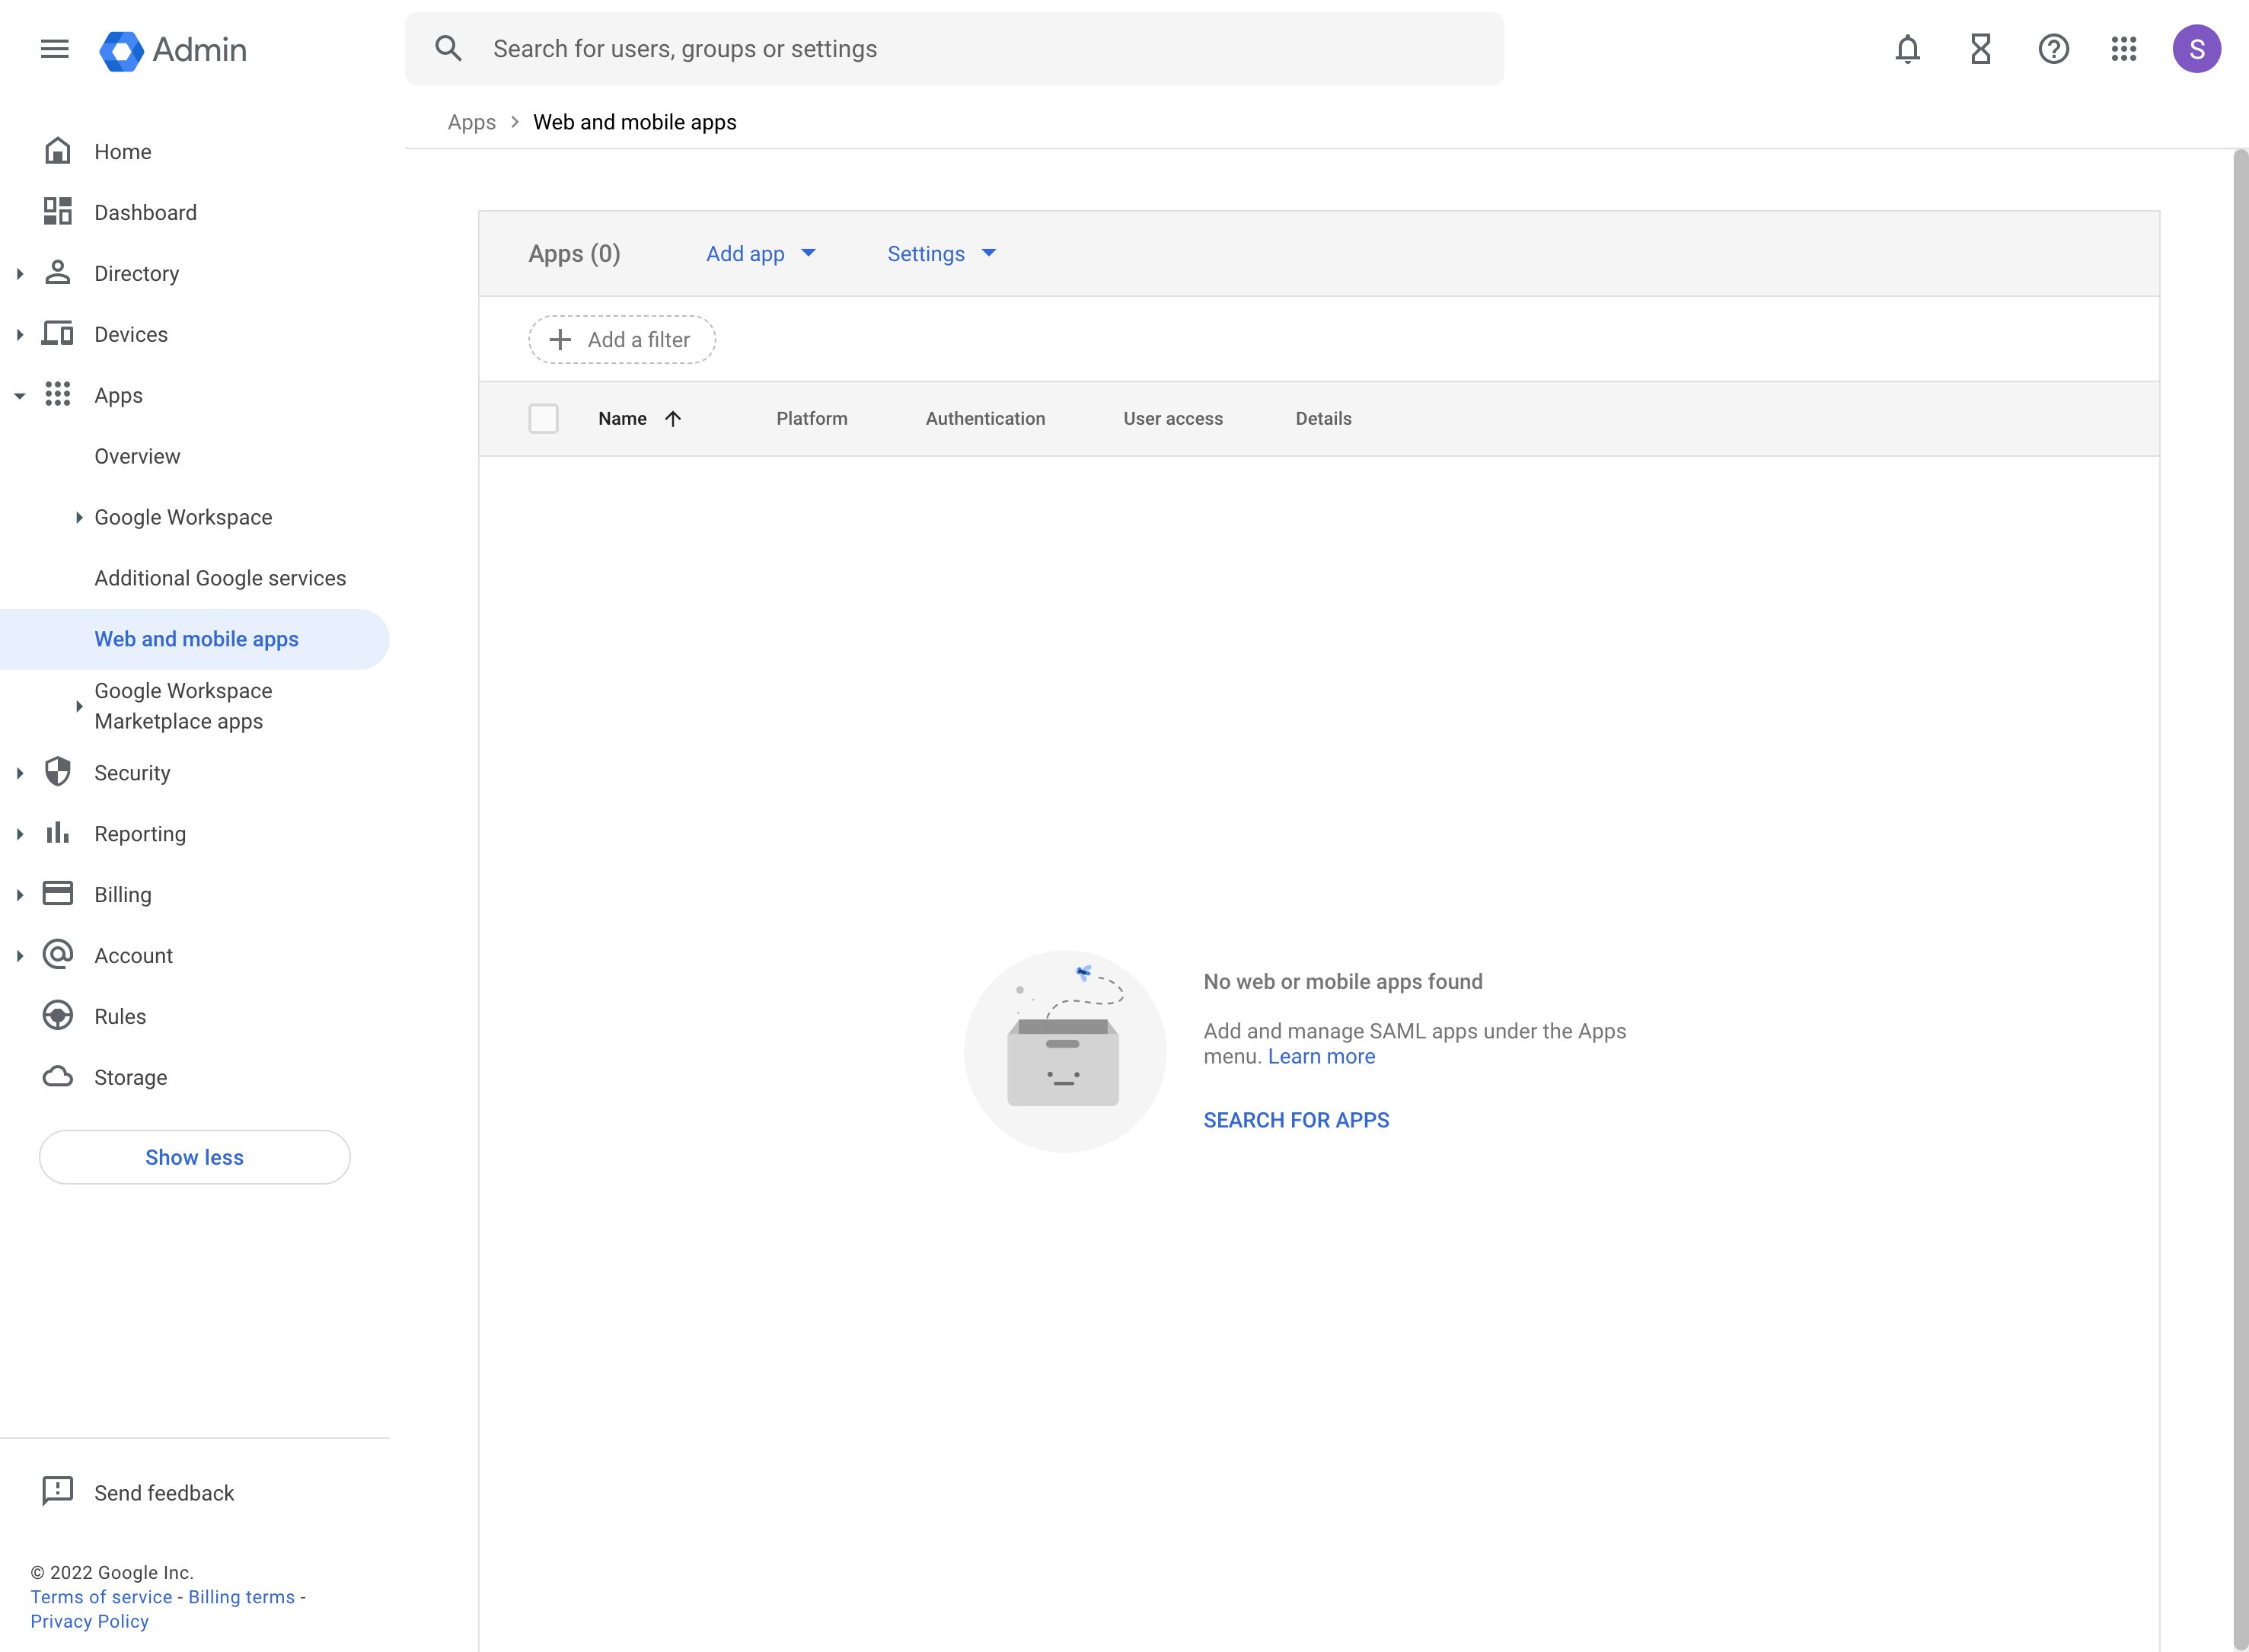 Admin
Search for users, groups or settings
S
Apps > Web and mobile apps
Home
Dashboard
Directory
Devices
Apps
Overview
Google Workspace
Additional Google services
Web and mobile apps
Google Workspace
Marketplace apps
Security
Reporting
Billing
Account
Rules
Storage
Show less
Send feedback
© 2022 Google Inc.
Terms of service - Billing terms -
Privacy Policy
Apps (0) Add app Settings
Add a filter
Name Platform Authentication User access Details
No web or mobile apps found
Add and manage SAML apps under the Apps
menu. Learn more
SEARCH FOR APPS